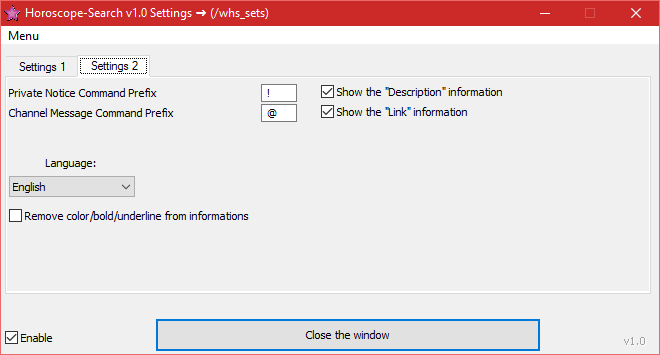 Horoscope-Search v1.0 Settings ➔ (/whs_sets)
Menu
Settings 1
Settings 2
Private Notice Command Prefix
!
Show the "Description" information
Channel Message Command Prefix
@
Show the "Link" information
Language:
English
Remove color/bold/underline from informations
Enable
Close the window
v1.0